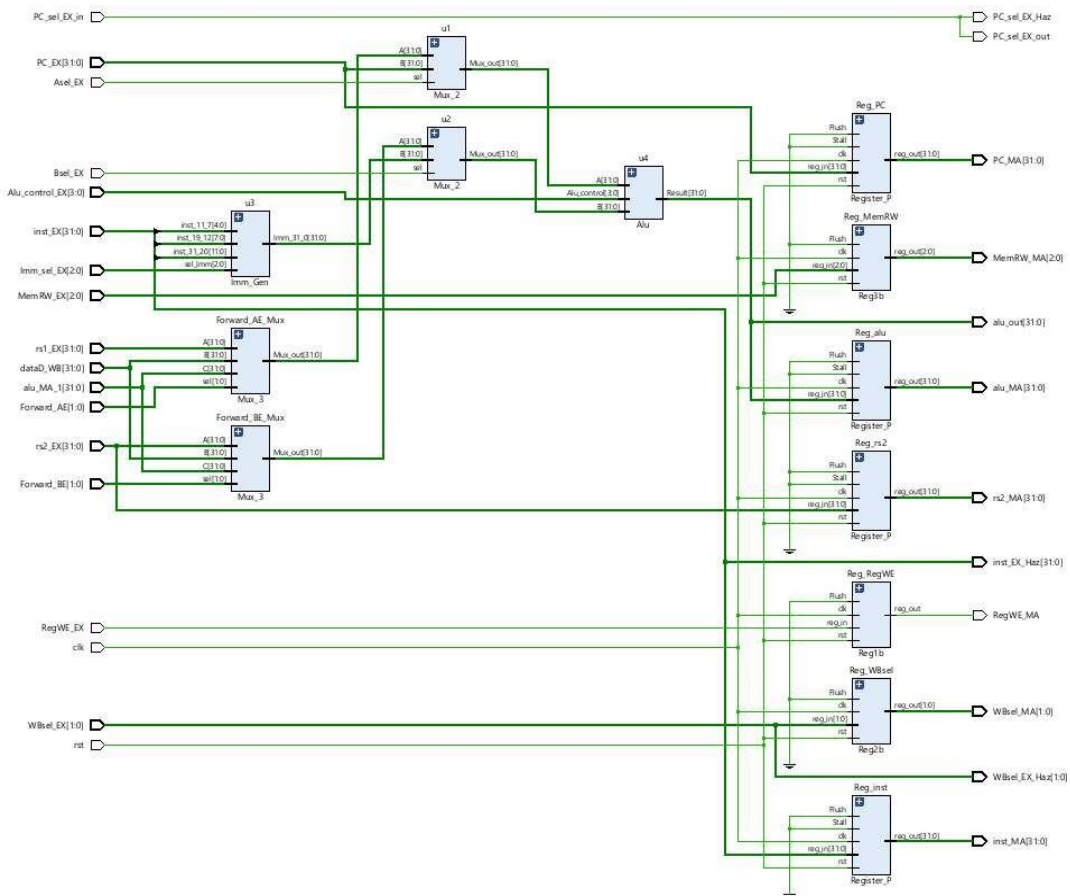 PC_sel_EX_in
PC_sel_EX_Haz
PC_sel_EX_out
u1
A[31:0]
B[31:0]
sel
Mux_out[31:0]
Mux_2
PC_EX[31:0]
Asel_EX
u2
A[31:0]
B[31:0]
sel
Mux_out[31:0]
Mux_2
Bsel_EX
Alu_control_EX[3:0]
u4
A[31:0]
Alu_control[3:0]
B[31:0]
Result[31:0]
Alu
Reg_PC
Flush
Stall
clk
reg_in[31:0]
rst
reg_out[31:0]
Register_P
PC_MA[31:0]
inst_EX[31:0]
Imm_sel_EX[2:0]
MemRW_EX[2:0]
u3
inst_11_7[4:0]
inst_19_12[7:0]
inst_31_20[11:0]
sel_Imm[2:0]
Imm_31_0[31:0]
Imm_Gen
Reg_MemRW
Flush
clk
reg_in[2:0]
rst
reg_out[2:0]
Reg3b
MemRW_MA[2:0]
alu_out[31:0]
rs1_EX[31:0]
dataD_WB[31:0]
alu_MA_1[31:0]
Forward_AE[1:0]
Forward_AE_Mux
A[31:0]
B[31:0]
C[31:0]
sel[1:0]
Mux_out[31:0]
Mux_3
Reg_alu
Flush
Stall
clk
reg_in[31:0]
rst
reg_out[31:0]
Register_P
alu_MA[31:0]
rs2_EX[31:0]
Forward_BE[1:0]
Forward_BE_Mux
A[31:0]
B[31:0]
C[31:0]
sel[1:0]
Mux_out[31:0]
Mux_3
Reg_rs2
Flush
Stall
clk
reg_in[31:0]
rst
reg_out[31:0]
Register_P
rs2_MA[31:0]
inst_EX_Haz[31:0]
RegWE_EX
clk
Reg_RegWE
Flush
clk
reg_in
rst
reg_out
Reg1b
RegWE_MA
WBsel_EX[1:0]
rst
Reg_WBsel
Flush
clk
reg_in[1:0]
rst
reg_out[1:0]
Reg2b
WBsel_MA[1:0]
WBsel_EX_Haz[1:0]
Reg_inst
Flush
Stall
clk
reg_in[31:0]
rst
reg_out[31:0]
Register_P
inst_MA[31:0]